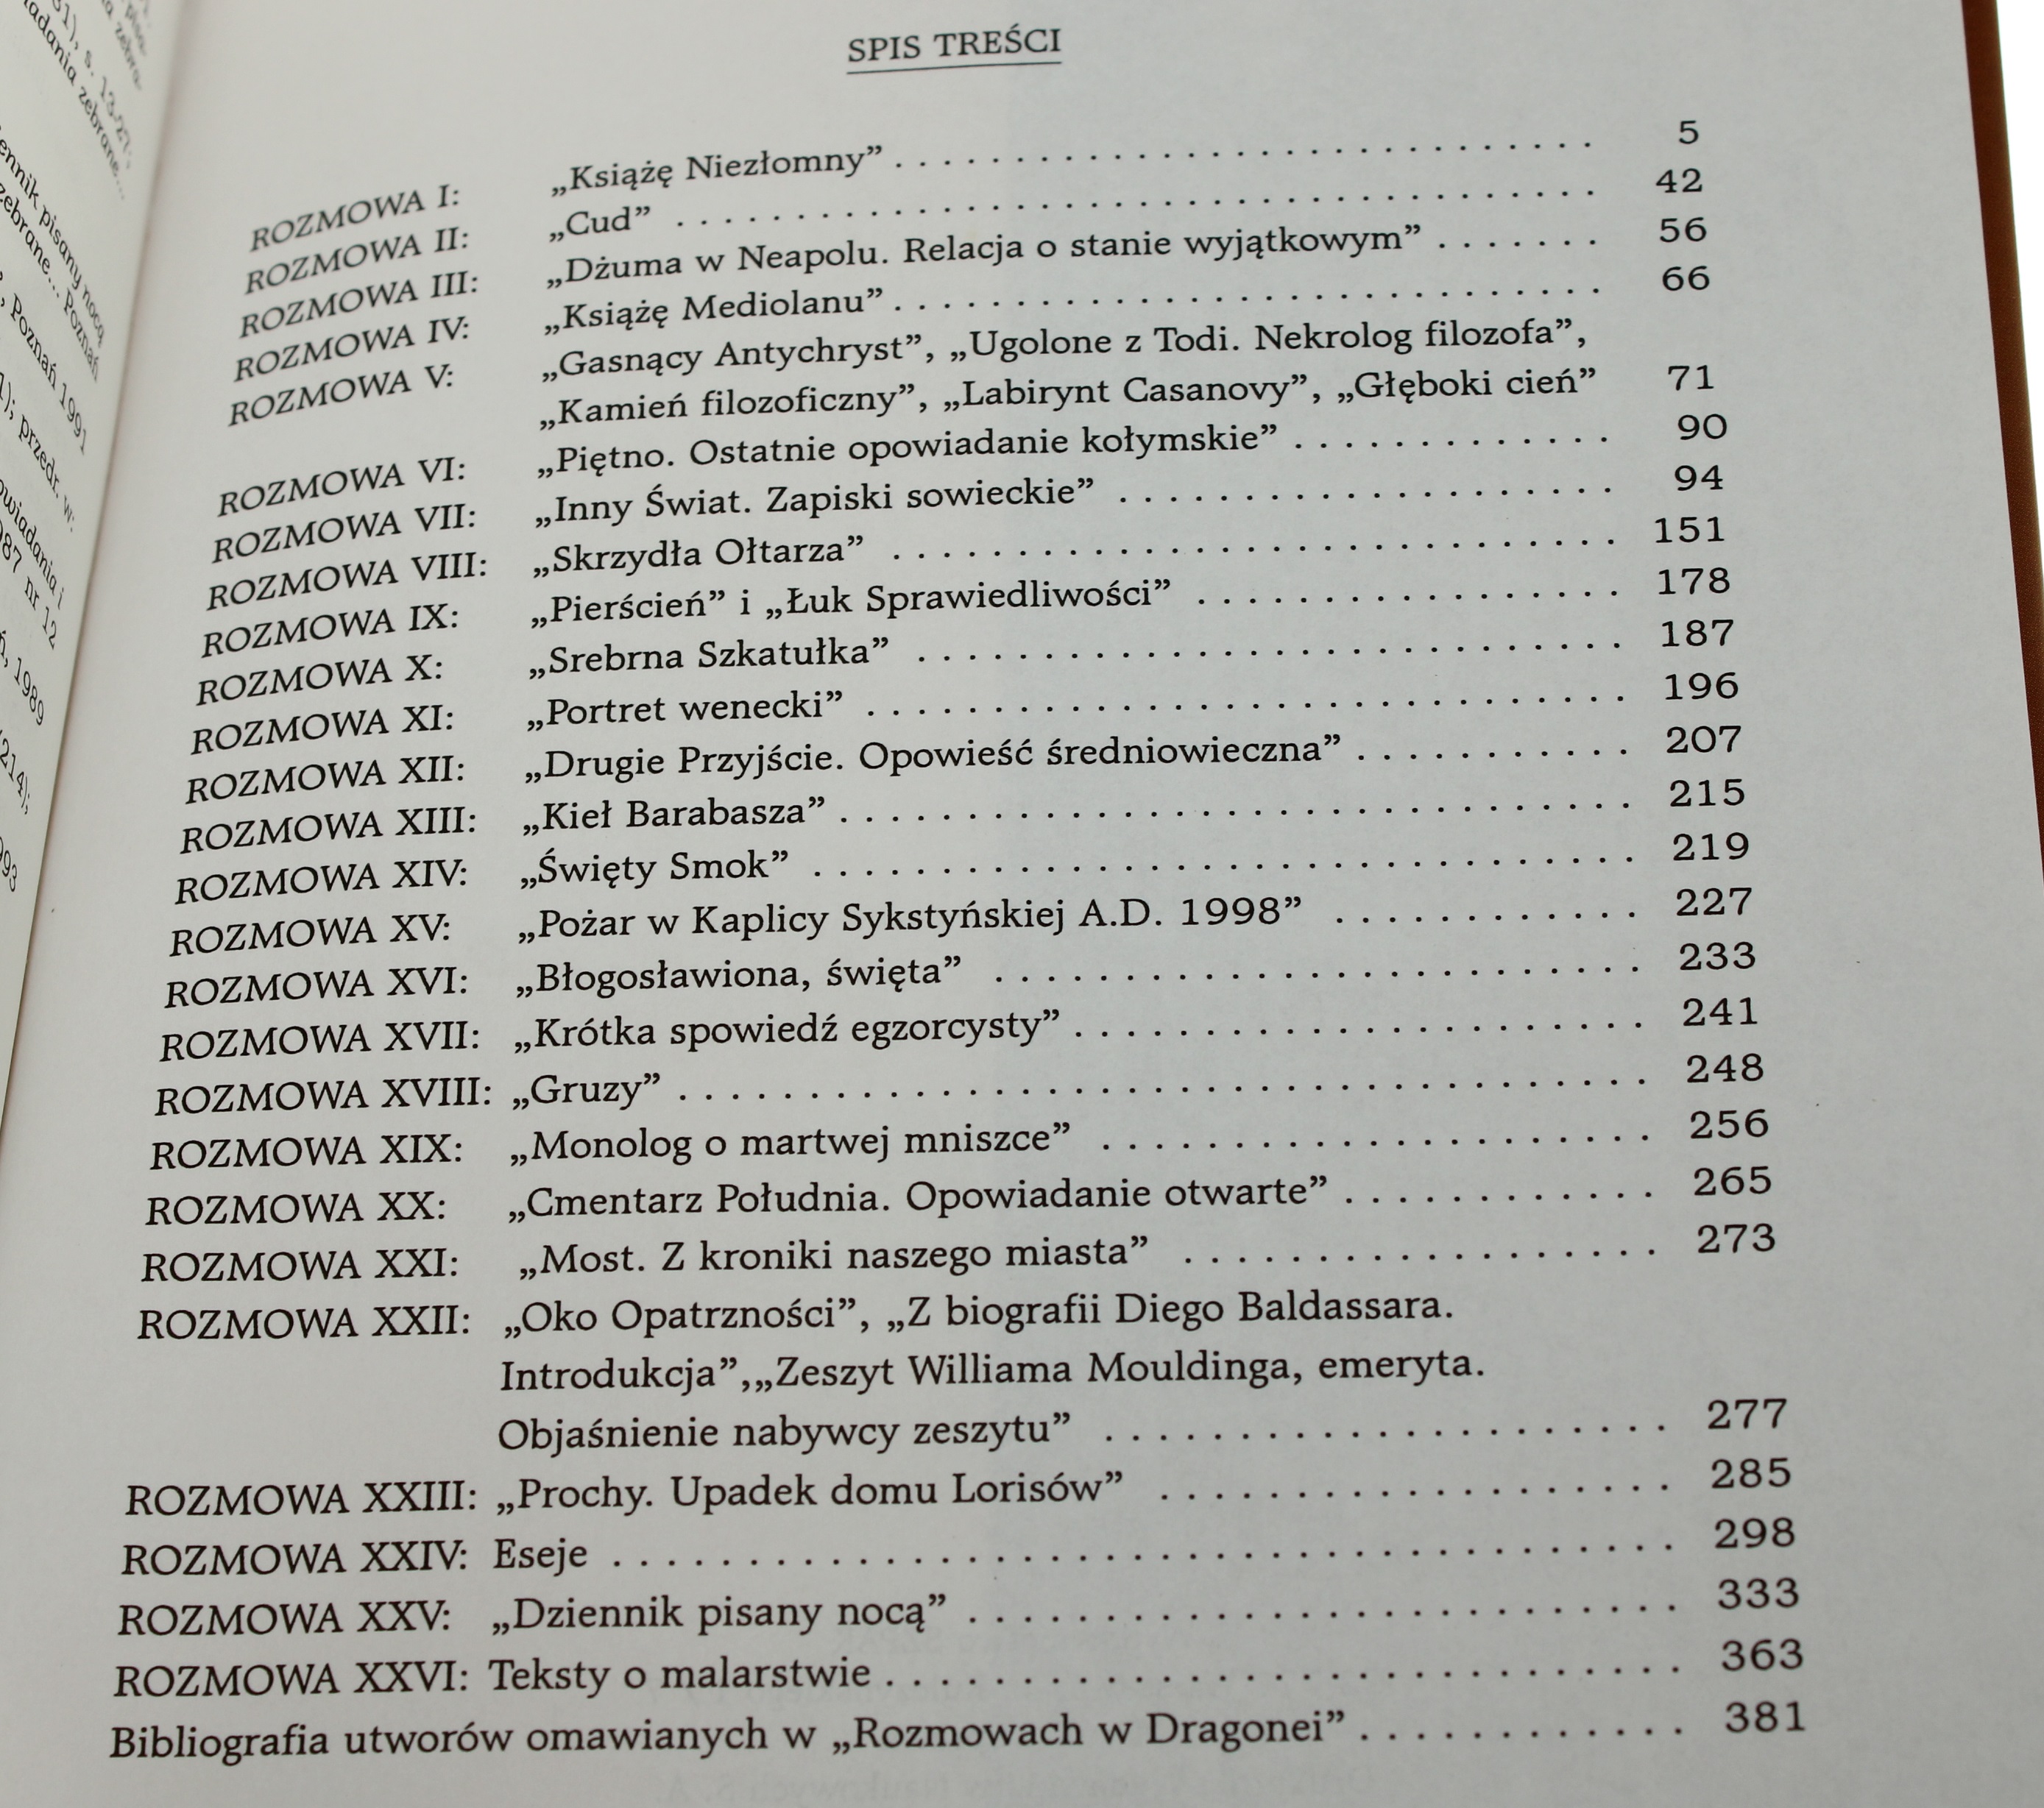 SPIS TREŚCI
ROZMOWA I: „Książę Niezłomny” . . . . . . . . . . . . . . . . . . . . . . . . . . . 5
ROZMOWA II: „Cud” . . . . . . . . . . . . . . . . . . . . . . . . . . . . . . . . . . . 42
ROZMOWA III: „Dżuma w Neapolu. Relacja o stanie wyjątkowym” . . . . . . . 56
ROZMOWA IV: „Książę Mediolanu” . . . . . . . . . . . . . . . . . . . . . . . . . . . 66
ROZMOWA V: „Gasnący Antychryst”, „Ugolone z Todi. Nekrolog filozofa”,
„Kamień filozoficzny”, „Labirynt Casanovy”, „Głęboki cień” 71
ROZMOWA VI: „Piętno. Ostatnie opowiadanie kołymskie” . . . . . . . . . . . . 90
ROZMOWA VII: „Inny Świat. Zapiski sowieckie” . . . . . . . . . . . . . . . . . . . 94
ROZMOWA VIII: „Skrzydła Ołtarza” . . . . . . . . . . . . . . . . . . . . . . . . . . . . 151
ROZMOWA IX: „Pierścień” i „Łuk Sprawiedliwości” . . . . . . . . . . . . . . . . 178
ROZMOWA X: „Srebrna Szkatułka” . . . . . . . . . . . . . . . . . . . . . . . . . . . 187
ROZMOWA XI: „Portret wenecki” . . . . . . . . . . . . . . . . . . . . . . . . . . . . . 196
ROZMOWA XII: „Drugie Przyjście. Opowieść średniowieczna” . . . . . . . . . . . 207
ROZMOWA XIII: „Kieł Barabasza” . . . . . . . . . . . . . . . . . . . . . . . . . . . . . . 215
ROZMOWA XIV: „Święty Smok” . . . . . . . . . . . . . . . . . . . . . . . . . . . . . . . 219
ROZMOWA XV: „Pożar w Kaplicy Sykstyńskiej A.D. 1998” . . . . . . . . . . . . 227
ROZMOWA XVI: „Błogosławiona, święta” . . . . . . . . . . . . . . . . . . . . . . . . . 233
ROZMOWA XVII: „Krótka spowiedź egzorcysty” . . . . . . . . . . . . . . . . . . . . . . 241
ROZMOWA XVIII: „Gruzy” . . . . . . . . . . . . . . . . . . . . . . . . . . . . . . . . . . . . . 248
ROZMOWA XIX: „Monolog o martwej mniszce” . . . . . . . . . . . . . . . . . . . . . 256
ROZMOWA XX: „Cmentarz Południa. Opowiadanie otwarte” . . . . . . . . . . . . 265
ROZMOWA XXI: „Most. Z kroniki naszego miasta” . . . . . . . . . . . . . . . . . . 273
ROZMOWA XXII: „Oko Opatrzności”, „Z biografii Diego Baldassara.
Introdukcja”,„Zeszyt Williama Mouldinga, emeryta.
Objaśnienie nabywcy zeszytu” . . . . . . . . . . . . . . . . . . . . . 277
ROZMOWA XXIII: „Prochy. Upadek domu Lorisów” . . . . . . . . . . . . . . . . . . . 285
ROZMOWA XXIV: Eseje . . . . . . . . . . . . . . . . . . . . . . . . . . . . . . . . . . . . . . . 298
ROZMOWA XXV: „Dziennik pisany nocą” . . . . . . . . . . . . . . . . . . . . . . . . . . 333
ROZMOWA XXVI: Teksty o malarstwie . . . . . . . . . . . . . . . . . . . . . . . . . . . . . 363
Bibliografia utworów omawianych w „Rozmowach w Dragonei” . . . . . . . . . . . . 381